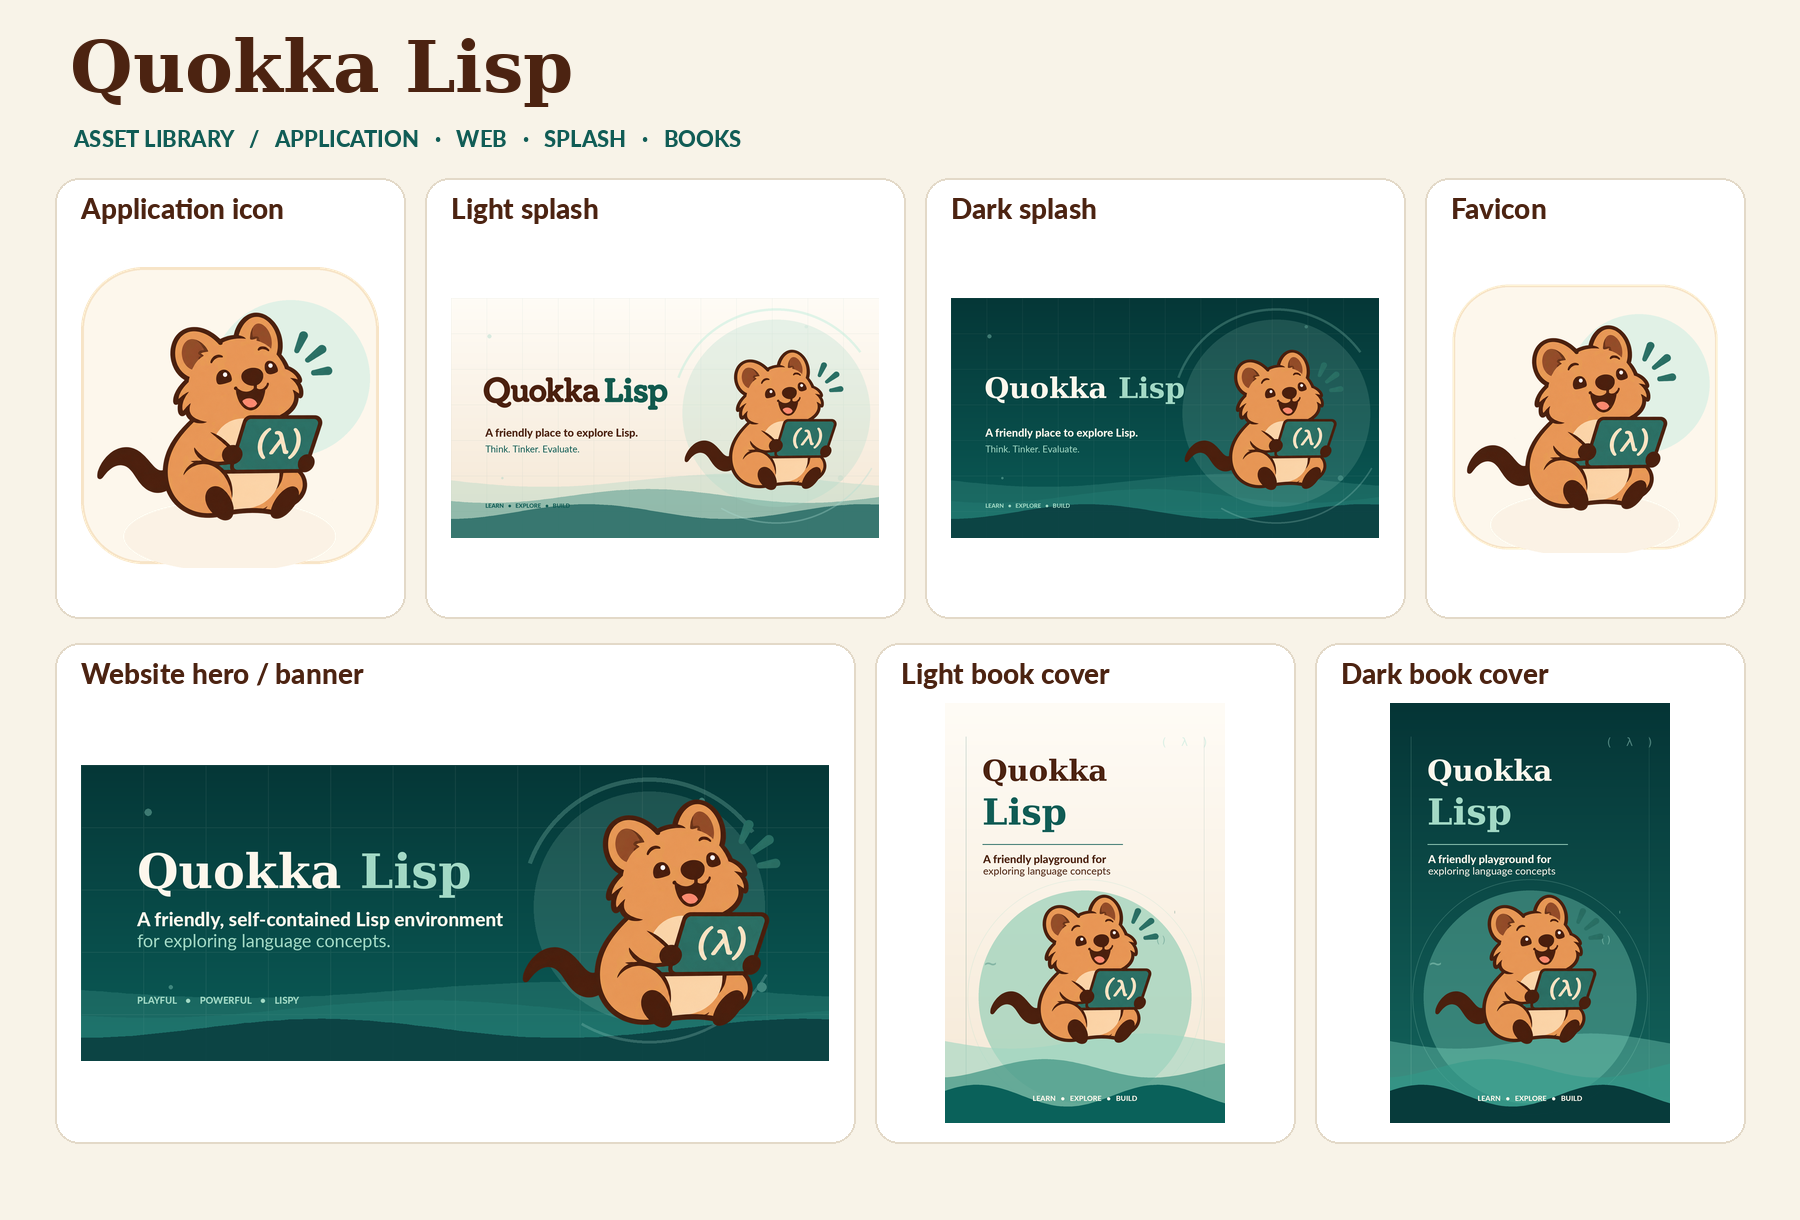 Quokka Lisp
ASSET LIBRARY / APPLICATION · WEB · SPLASH · BOOKS
Application icon
(λ)
Light splash
Quokka Lisp
A friendly place to explore Lisp.
Think. Tinker. Evaluate.
(λ)
LEARN • EXPLORE • BUILD
Dark splash
Quokka Lisp
A friendly place to explore Lisp.
Think. Tinker. Evaluate.
(λ)
LEARN • EXPLORE • BUILD
Favicon
(λ)
Website hero / banner
Quokka Lisp
A friendly, self-contained Lisp environment
for exploring language concepts.
(λ)
PLAYFUL • POWERFUL • LISPY
Light book cover
( λ )
Quokka
Lisp
A friendly playground for
exploring language concepts
()
~
(λ)
LEARN • EXPLORE • BUILD
Dark book cover
( λ )
Quokka
Lisp
A friendly playground for
exploring language concepts
()
~
(λ)
LEARN • EXPLORE • BUILD